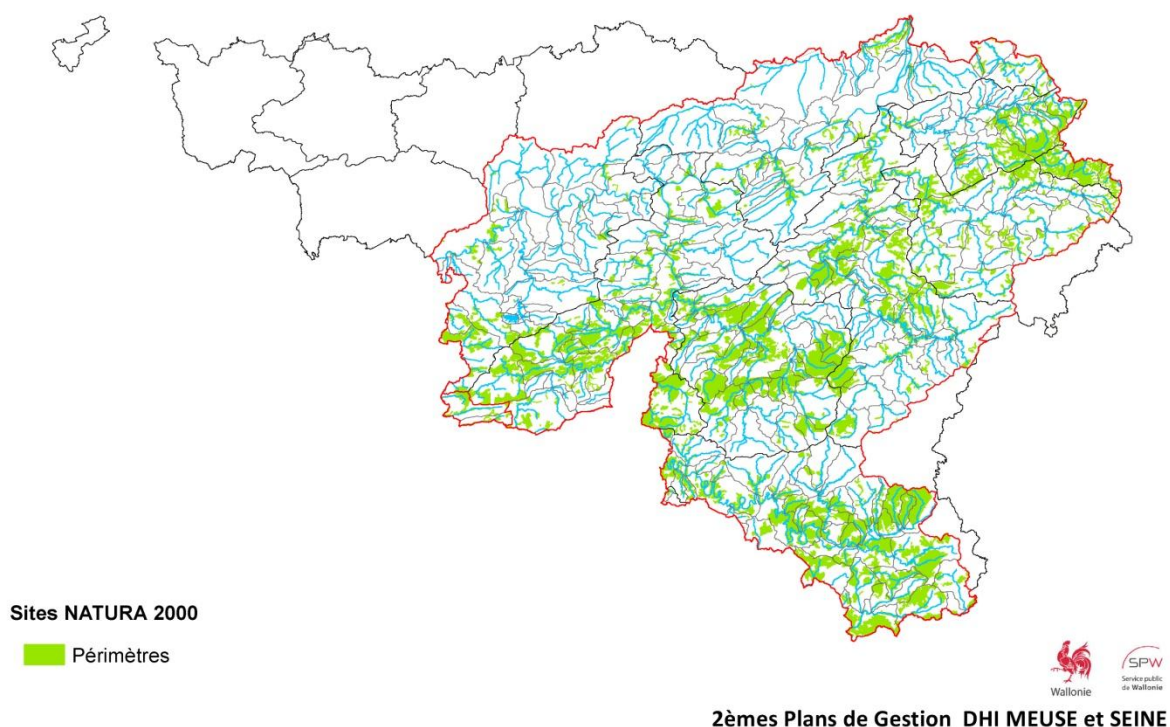 Sites NATURA 2000
Périmètres
Wallonie
SPW
Service public
de Wallonie
2èmes Plans de Gestion DHI MEUSE et SEINE